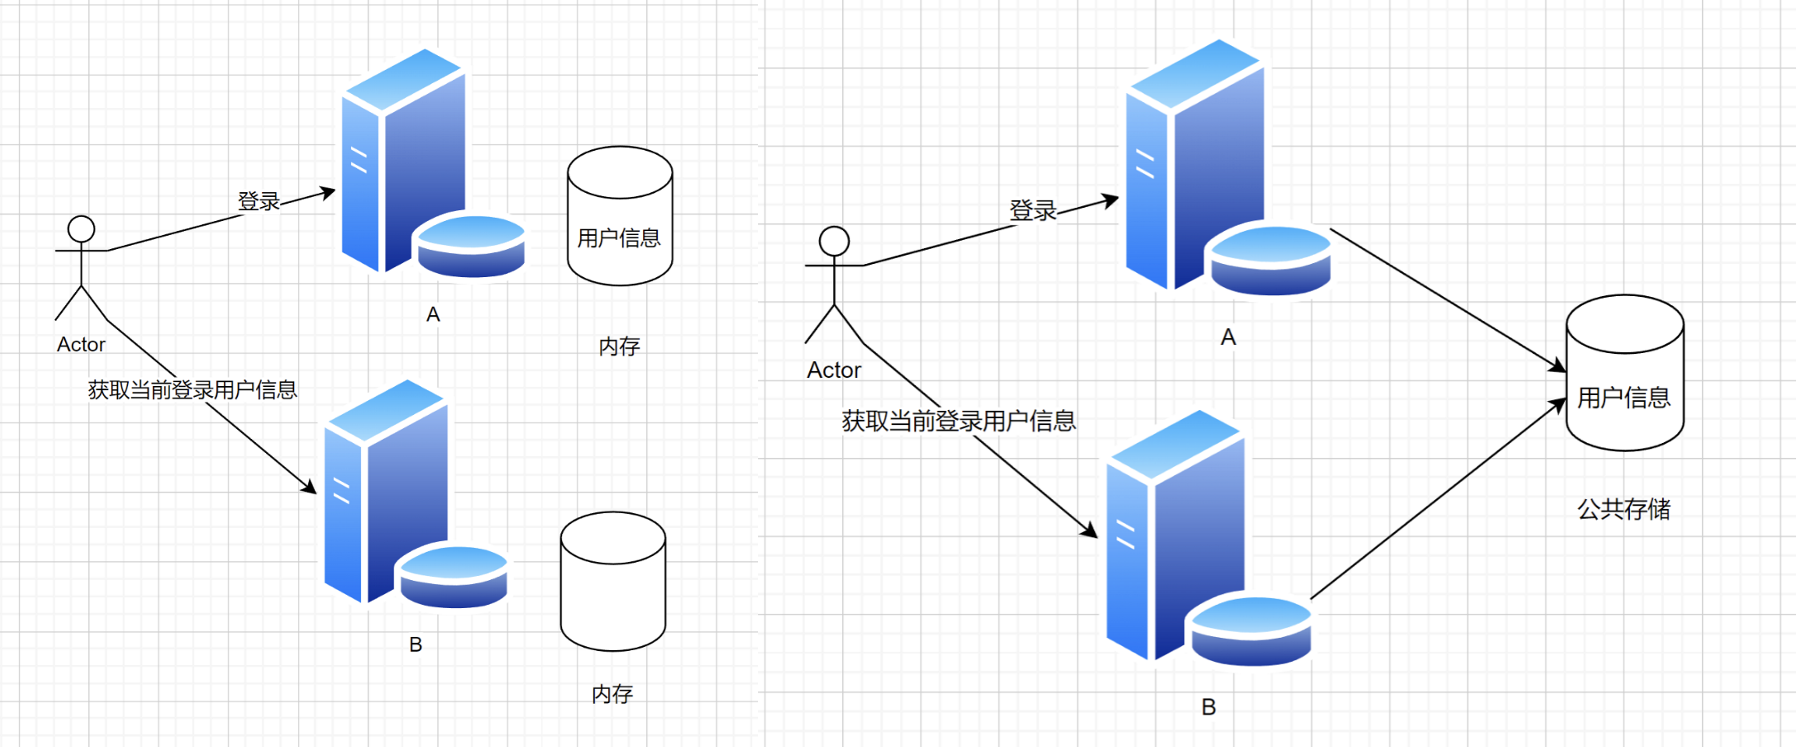 登录
用户信息
A
内存
Actor
获取当前登录用户信息
B
内存
登录
A
Actor
获取当前登录用户信息
用户信息
公共存储
B